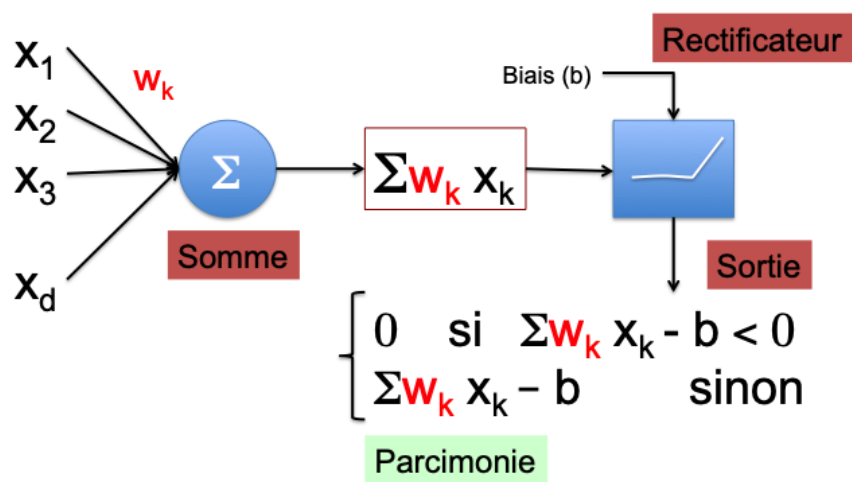 Rectificateur
x1
wk
Biais (b)
x2
x3
Σ
Σwk xk
Somme
xd
Sortie
0 si Σwk xk - b < 0
Σwk xk – b sinon
Parcimonie